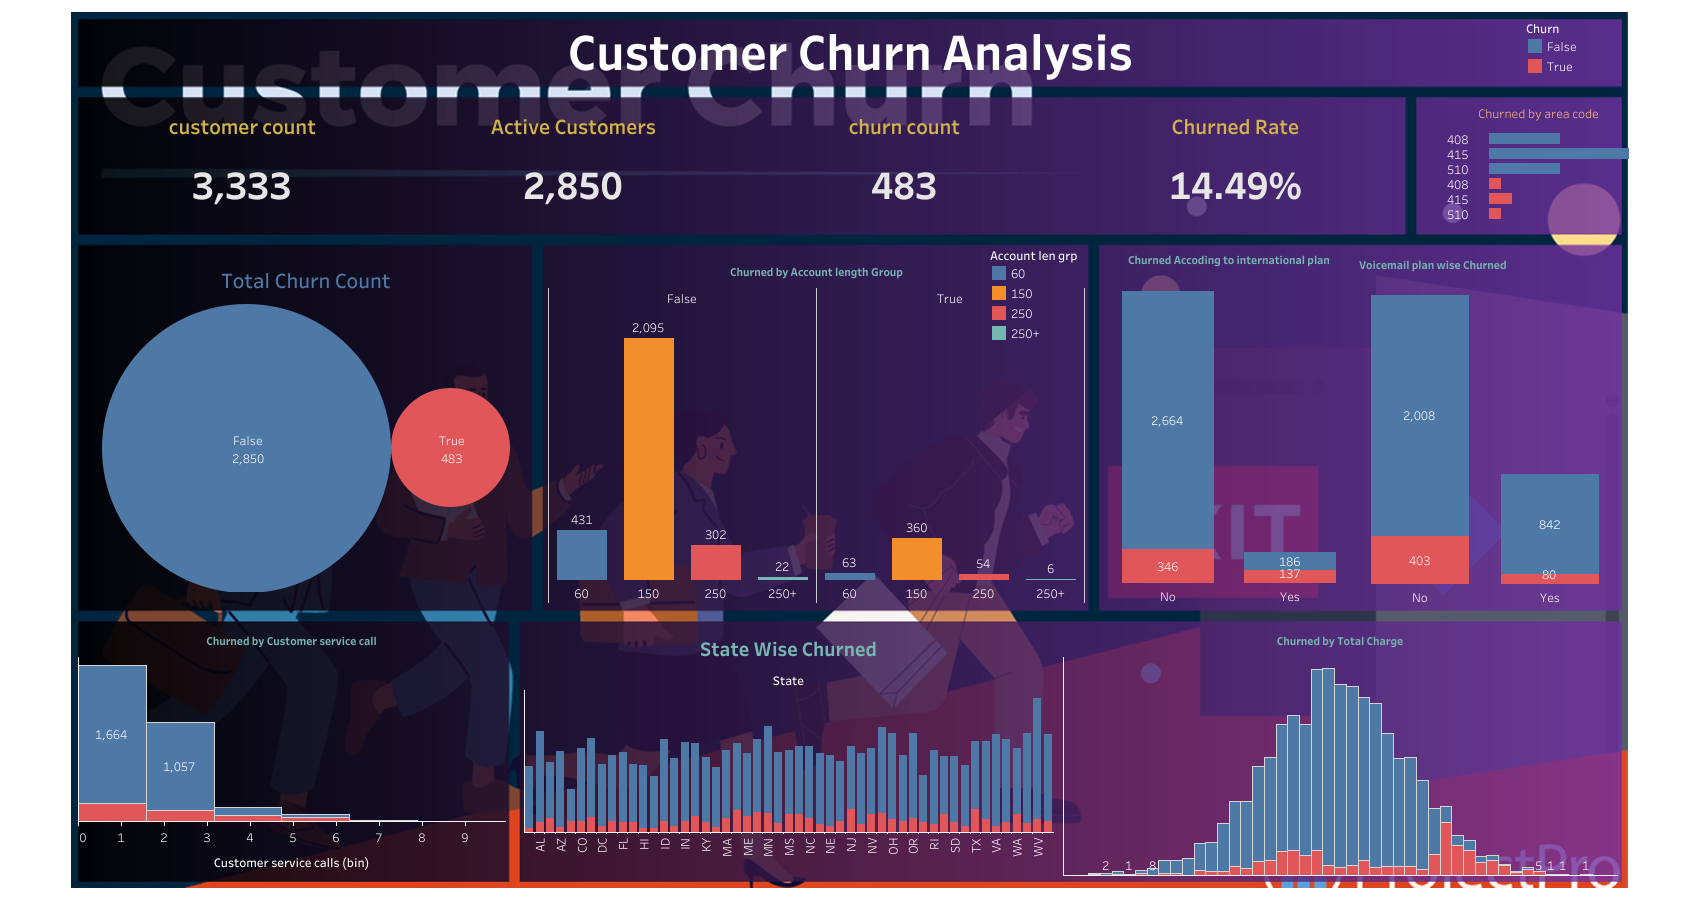 Customer Churn
Customer Churn Analysis
Churn
False
True
customer count
Active Customers
churn count
Churned Rate
3,333
2,850
483
14.49%
Churned by area code
408
415
510
408
415
510
Total Churn Count
False
2,850
True
483
Churned by Account length Group
Account len grp
60
150
250
250+
False
True
2,095
431
302
22
63
360
54
6
60
150
250
250+
60
150
250
250+
Churned Accoding to international plan
Voicemail plan wise Churned
2,664
346
186
137
2,008
403
842
80
No
Yes
No
Yes
Churned by Customer service call
1,664
1,057
0 1 2 3 4 5 6 7 8 9
Customer service calls (bin)
State Wise Churned
State
AL AZ CO DC FL HI ID IN KY MA ME MN MS NC NE NJ NV OH OR RI SD TX VA WA WV
Churned by Total Charge
2 1 8
5 1 1 1